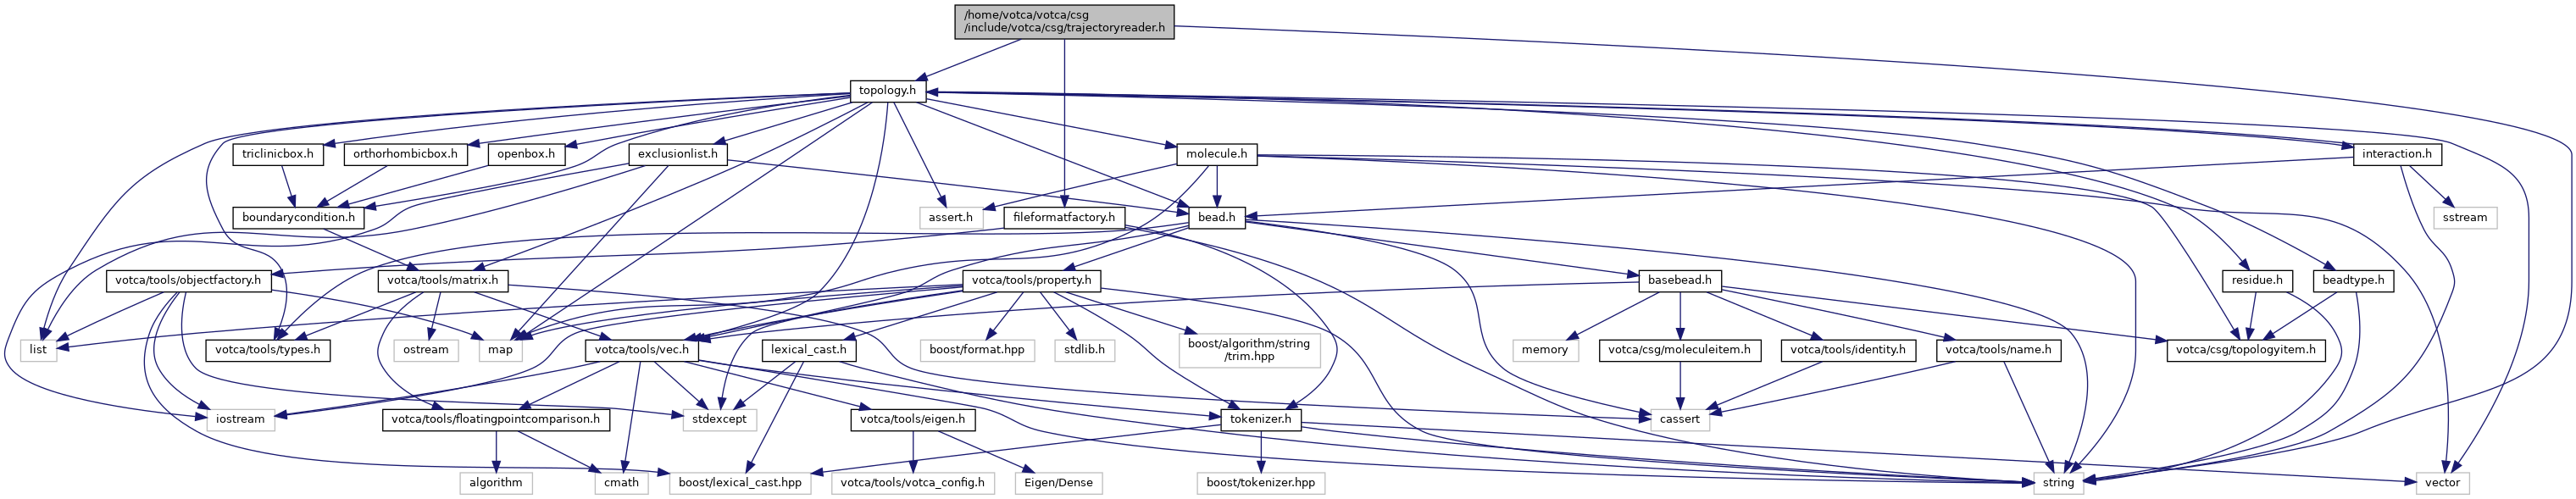 /home/votca/votca/csg
/include/votca/csg/trajectoryreader.h
topology.h
triclinicbox.h
orthorhombicbox.h
openbox.h
exclusionlist.h
molecule.h
interaction.h
boundarycondition.h
assert.h
fileformatfactory.h
bead.h
sstream
votca/tools/objectfactory.h
votca/tools/matrix.h
votca/tools/property.h
basebead.h
residue.h
beadtype.h
list
votca/tools/types.h
ostream
map
votca/tools/vec.h
lexical_cast.h
boost/format.hpp
stdlib.h
boost/algorithm/string
/trim.hpp
memory
votca/csg/moleculeitem.h
votca/tools/identity.h
votca/tools/name.h
votca/csg/topologyitem.h
iostream
votca/tools/floatingpointcomparison.h
stdexcept
votca/tools/eigen.h
tokenizer.h
cassert
algorithm
cmath
boost/lexical_cast.hpp
votca/tools/votca_config.h
Eigen/Dense
boost/tokenizer.hpp
string
vector